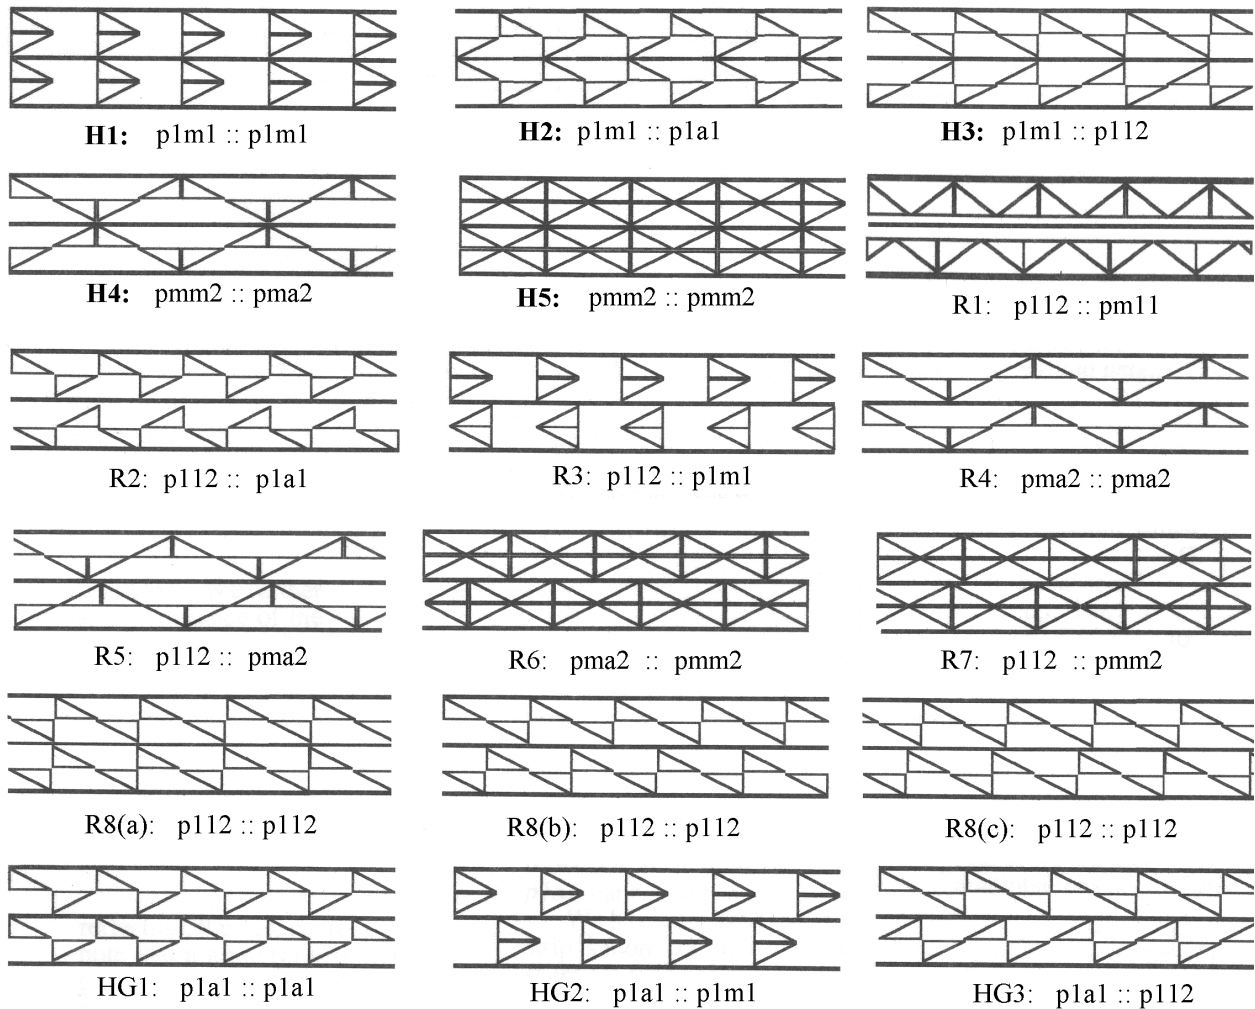 H1: p1m1 :: p1m1
H2: p1m1 :: p1a1
H3: p1m1 :: p112
H4: pmm2 :: pma2
H5: pmm2 :: pmm2
R1: p112 :: pm11
R2: p112 :: p1a1
R3: p112 :: p1m1
R4: pma2 :: pma2
R5: p112 :: pma2
R6: pma2 :: pmm2
R7: p112 :: pmm2
R8(a): p112 :: p112
R8(b): p112 :: p112
R8(c): p112 :: p112
HG1: p1a1 :: p1a1
HG2: p1a1 :: p1m1
HG3: p1a1 :: p112